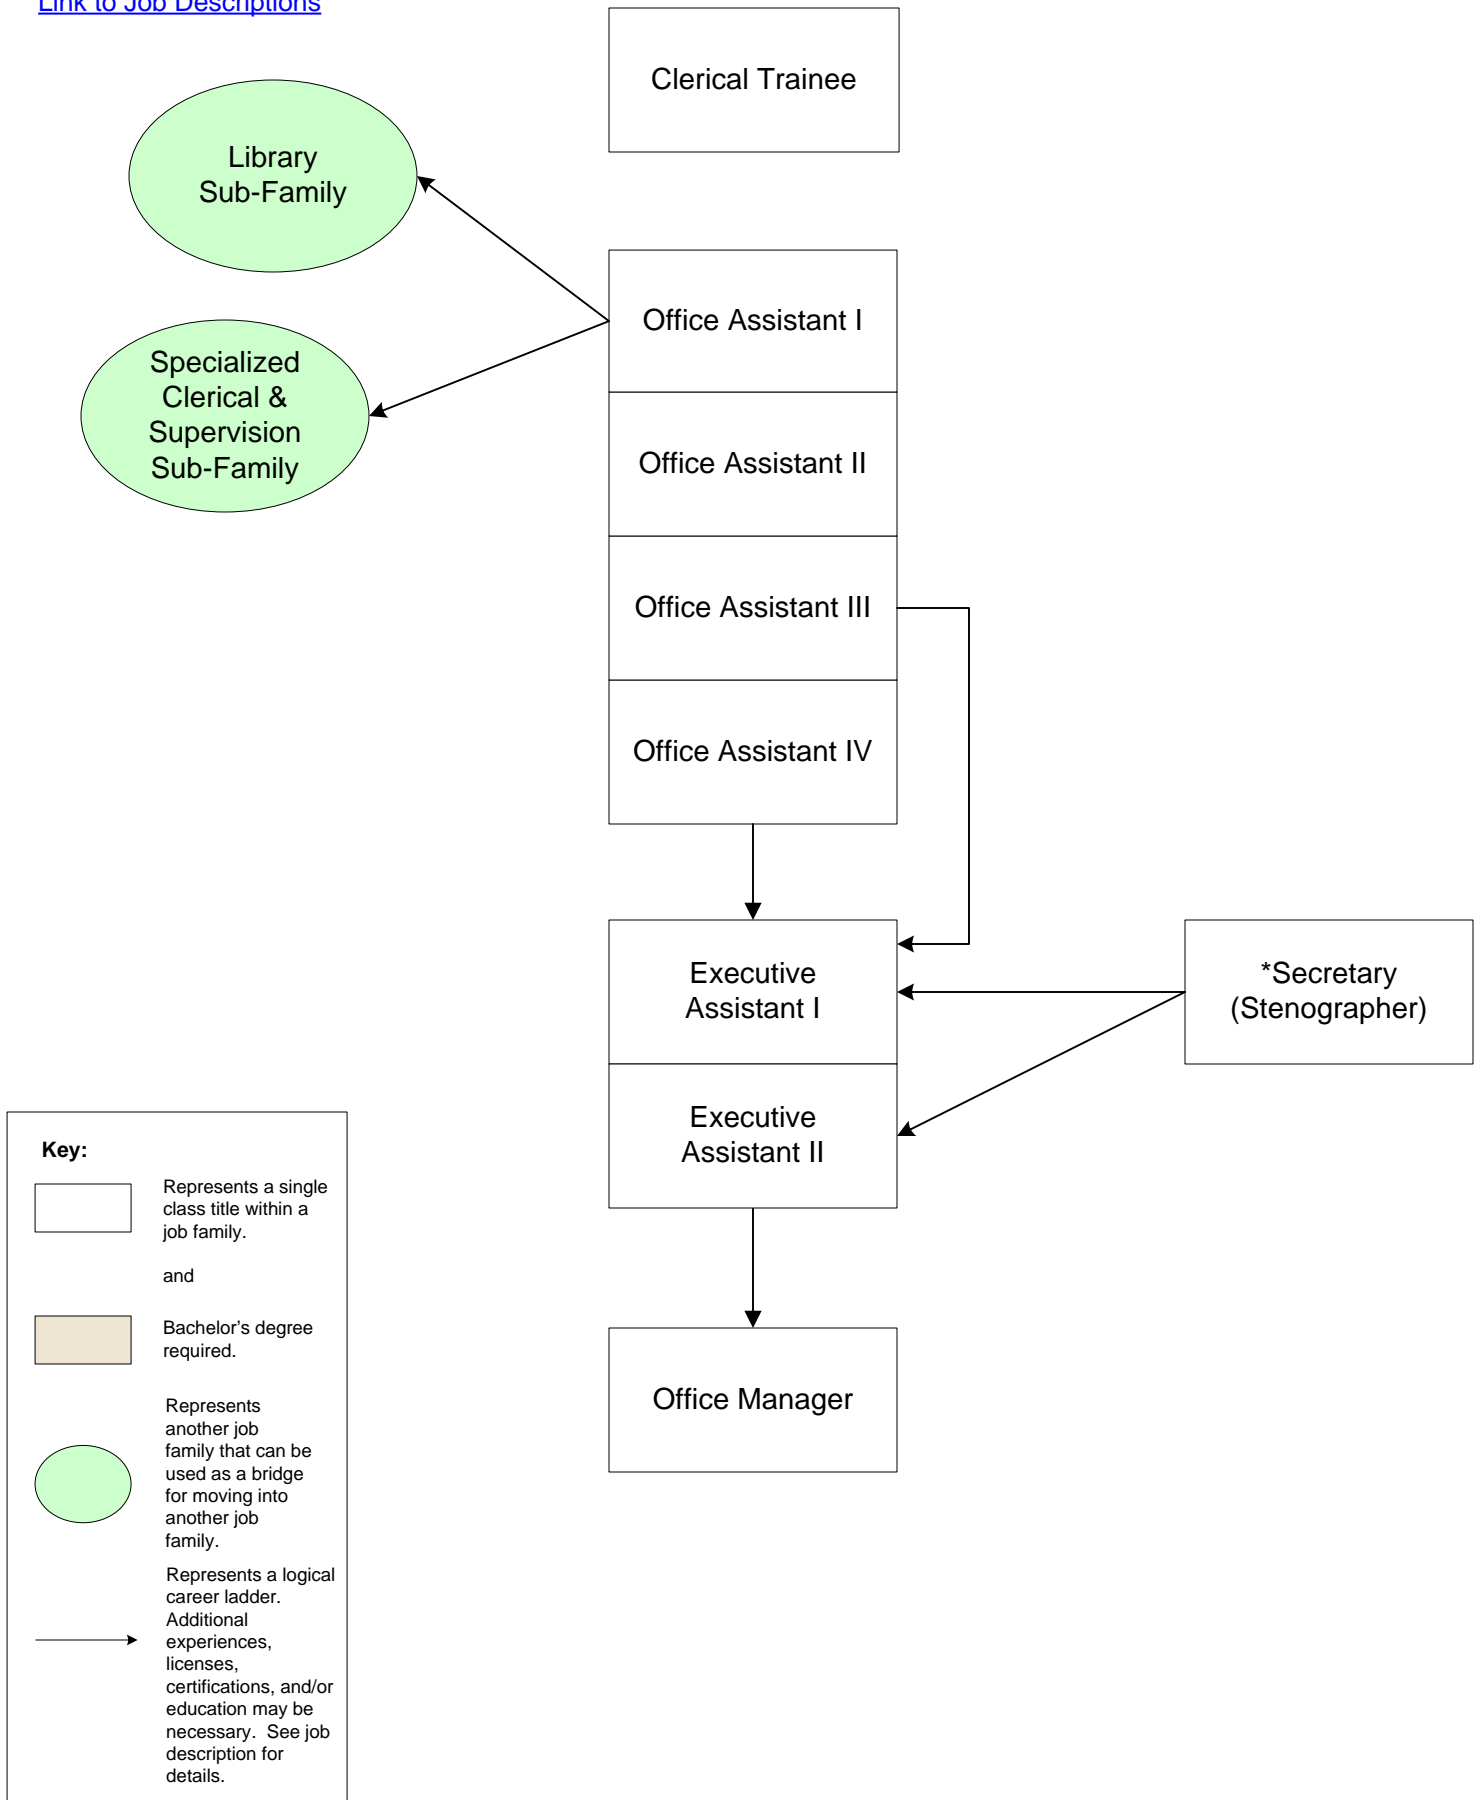 Link to Job Descriptions
Clerical Trainee
Library
Sub-Family
Office Assistant I
Specialized
Clerical &
Supervision
Sub-Family
Office Assistant II
Office Assistant III
Office Assistant IV
Executive
Assistant I
*Secretary
(Stenographer)
Executive
Assistant II
Office Manager
Key:
Represents a single
class title within a
job family.
and
Bachelor’s degree
required.
Represents
another job
family that can be
used as a bridge
for moving into
another job
family.
Represents a logical
career ladder.
Additional
experiences,
licenses,
certifications, and/or
education may be
necessary.  See job
description for
details.